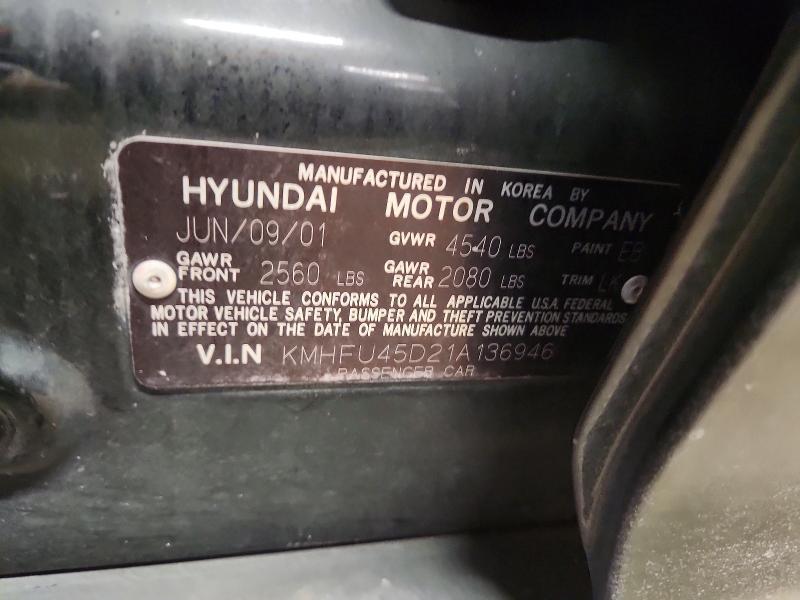 MANUFACTURED IN KOREA BY
HYUNDAI MOTOR COMPANY
JUN/09/01 GVWR 4540 LBS PAINT EB
GAWR FRONT 2560 LBS GAWR REAR 2080 LBS TRIM LK
THIS VEHICLE CONFORMS TO ALL APPLICABLE U.S.A. FEDERAL
MOTOR VEHICLE SAFETY, BUMPER AND THEFT PREVENTION STANDARDS
IN EFFECT ON THE DATE OF MANUFACTURE SHOWN ABOVE
V.I.N KMHFU45D21A136946
PASSENGER CAR